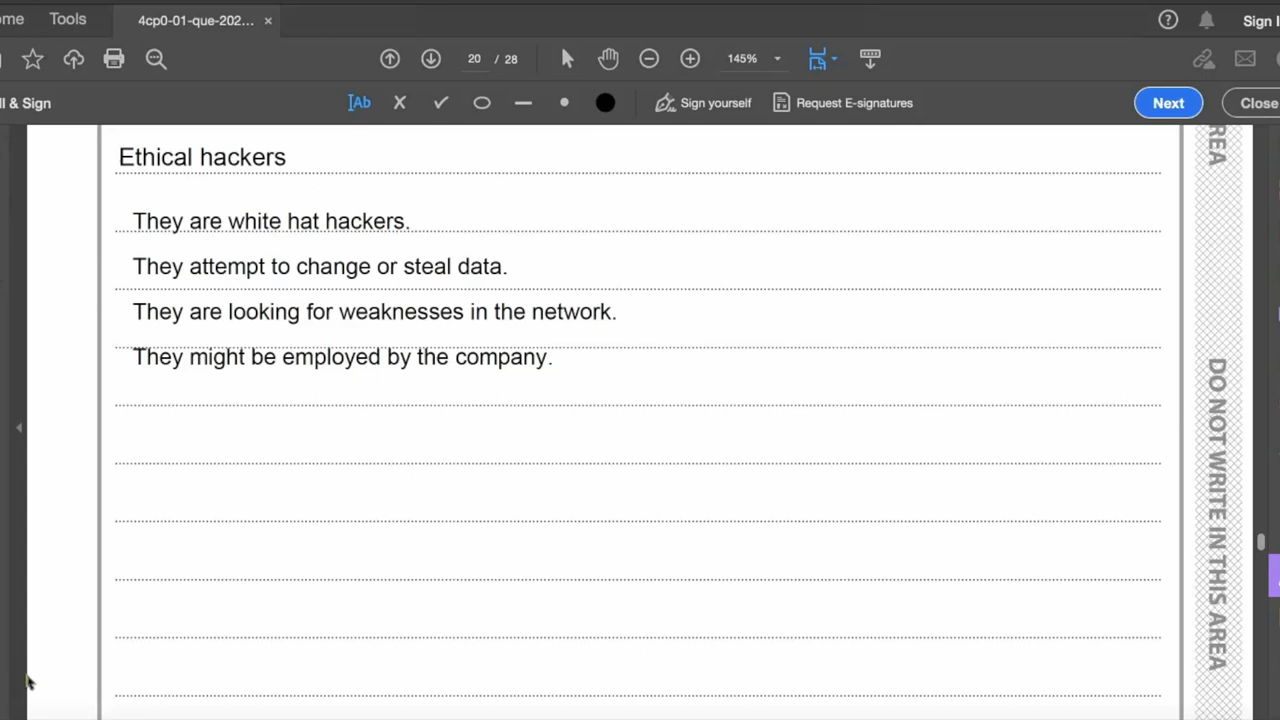 ome Tools 4cp0-01-que-202... × Sign I
20 / 28 145%
ll & Sign Ab Sign yourself Request E-signatures Next Close
Ethical hackers
They are white hat hackers.
They attempt to change or steal data.
They are looking for weaknesses in the network.
They might be employed by the company.
REA
DO NOT WRITE IN THIS AREA